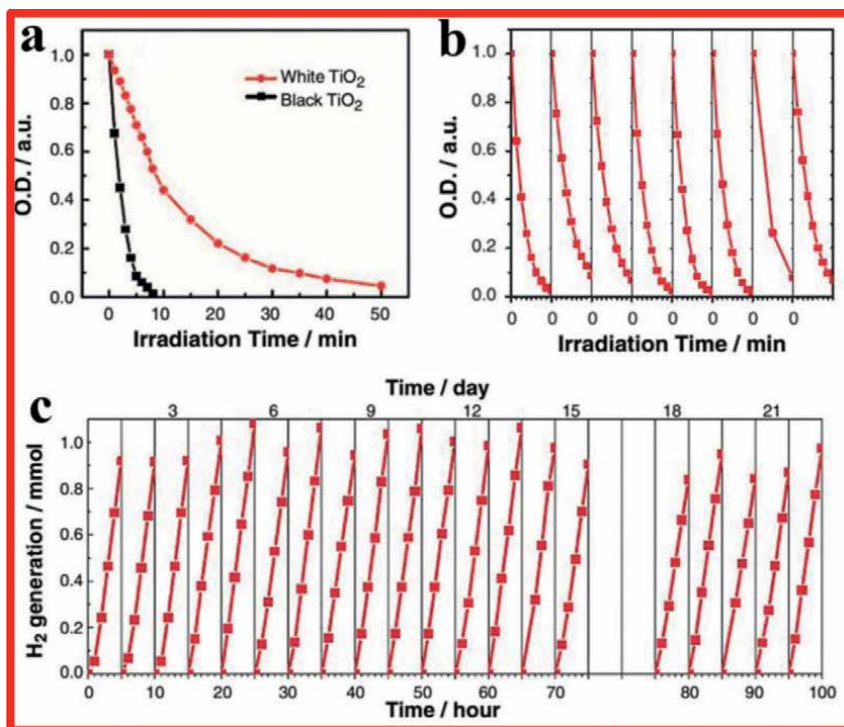 a
b
O.D. / a.u.
1.0
0.8
0.6
0.4
0.2
0.0
White TiO₂
Black TiO₂
0 10 20 30 40 50
Irradiation Time / min
O.D. / a.u.
1.0
0.8
0.6
0.4
0.2
0.0
0 0 0 0 0 0 0 0
Irradiation Time / min
c
Time / day
3 6 9 12 15 18 21
H₂ generation / mmol
1.0
0.8
0.6
0.4
0.2
0.0
0 10 20 30 40 50 60 70 80 90 100
Time / hour